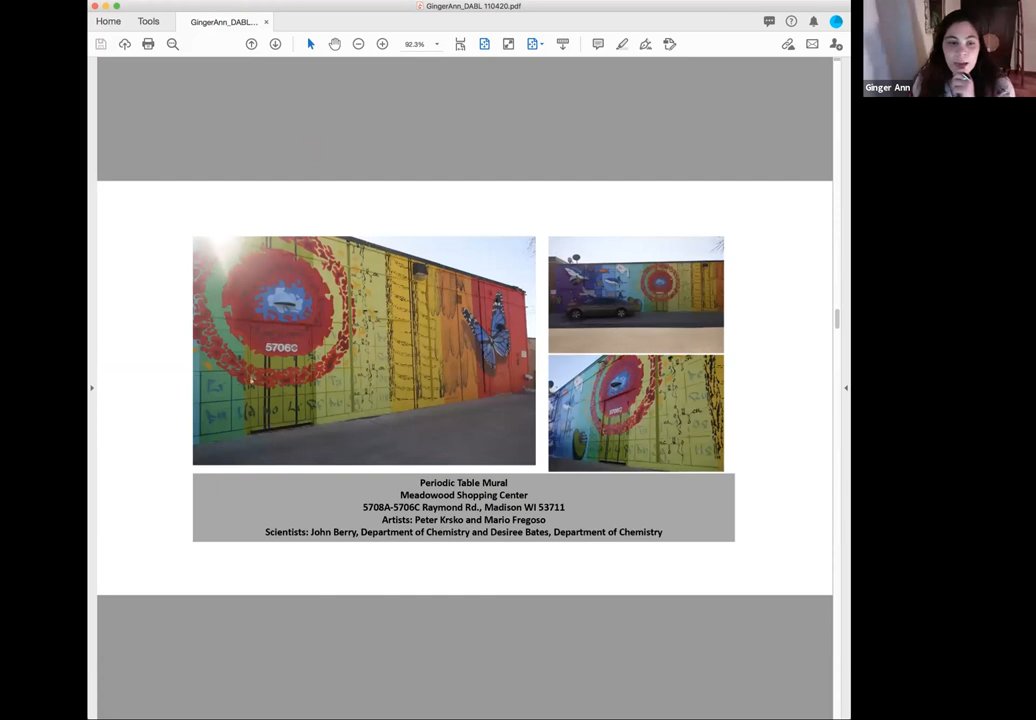 GingerAnn_DABL 110420.pdf
Home
Tools
GingerAnn_DABL...
92.3%
Ginger Ann
5706C
5706C
Periodic Table Mural
Meadowood Shopping Center
5708A-5706C Raymond Rd., Madison WI 53711
Artists: Peter Krsko and Mario Fregoso
Scientists: John Berry, Department of Chemistry and Desiree Bates, Department of Chemistry